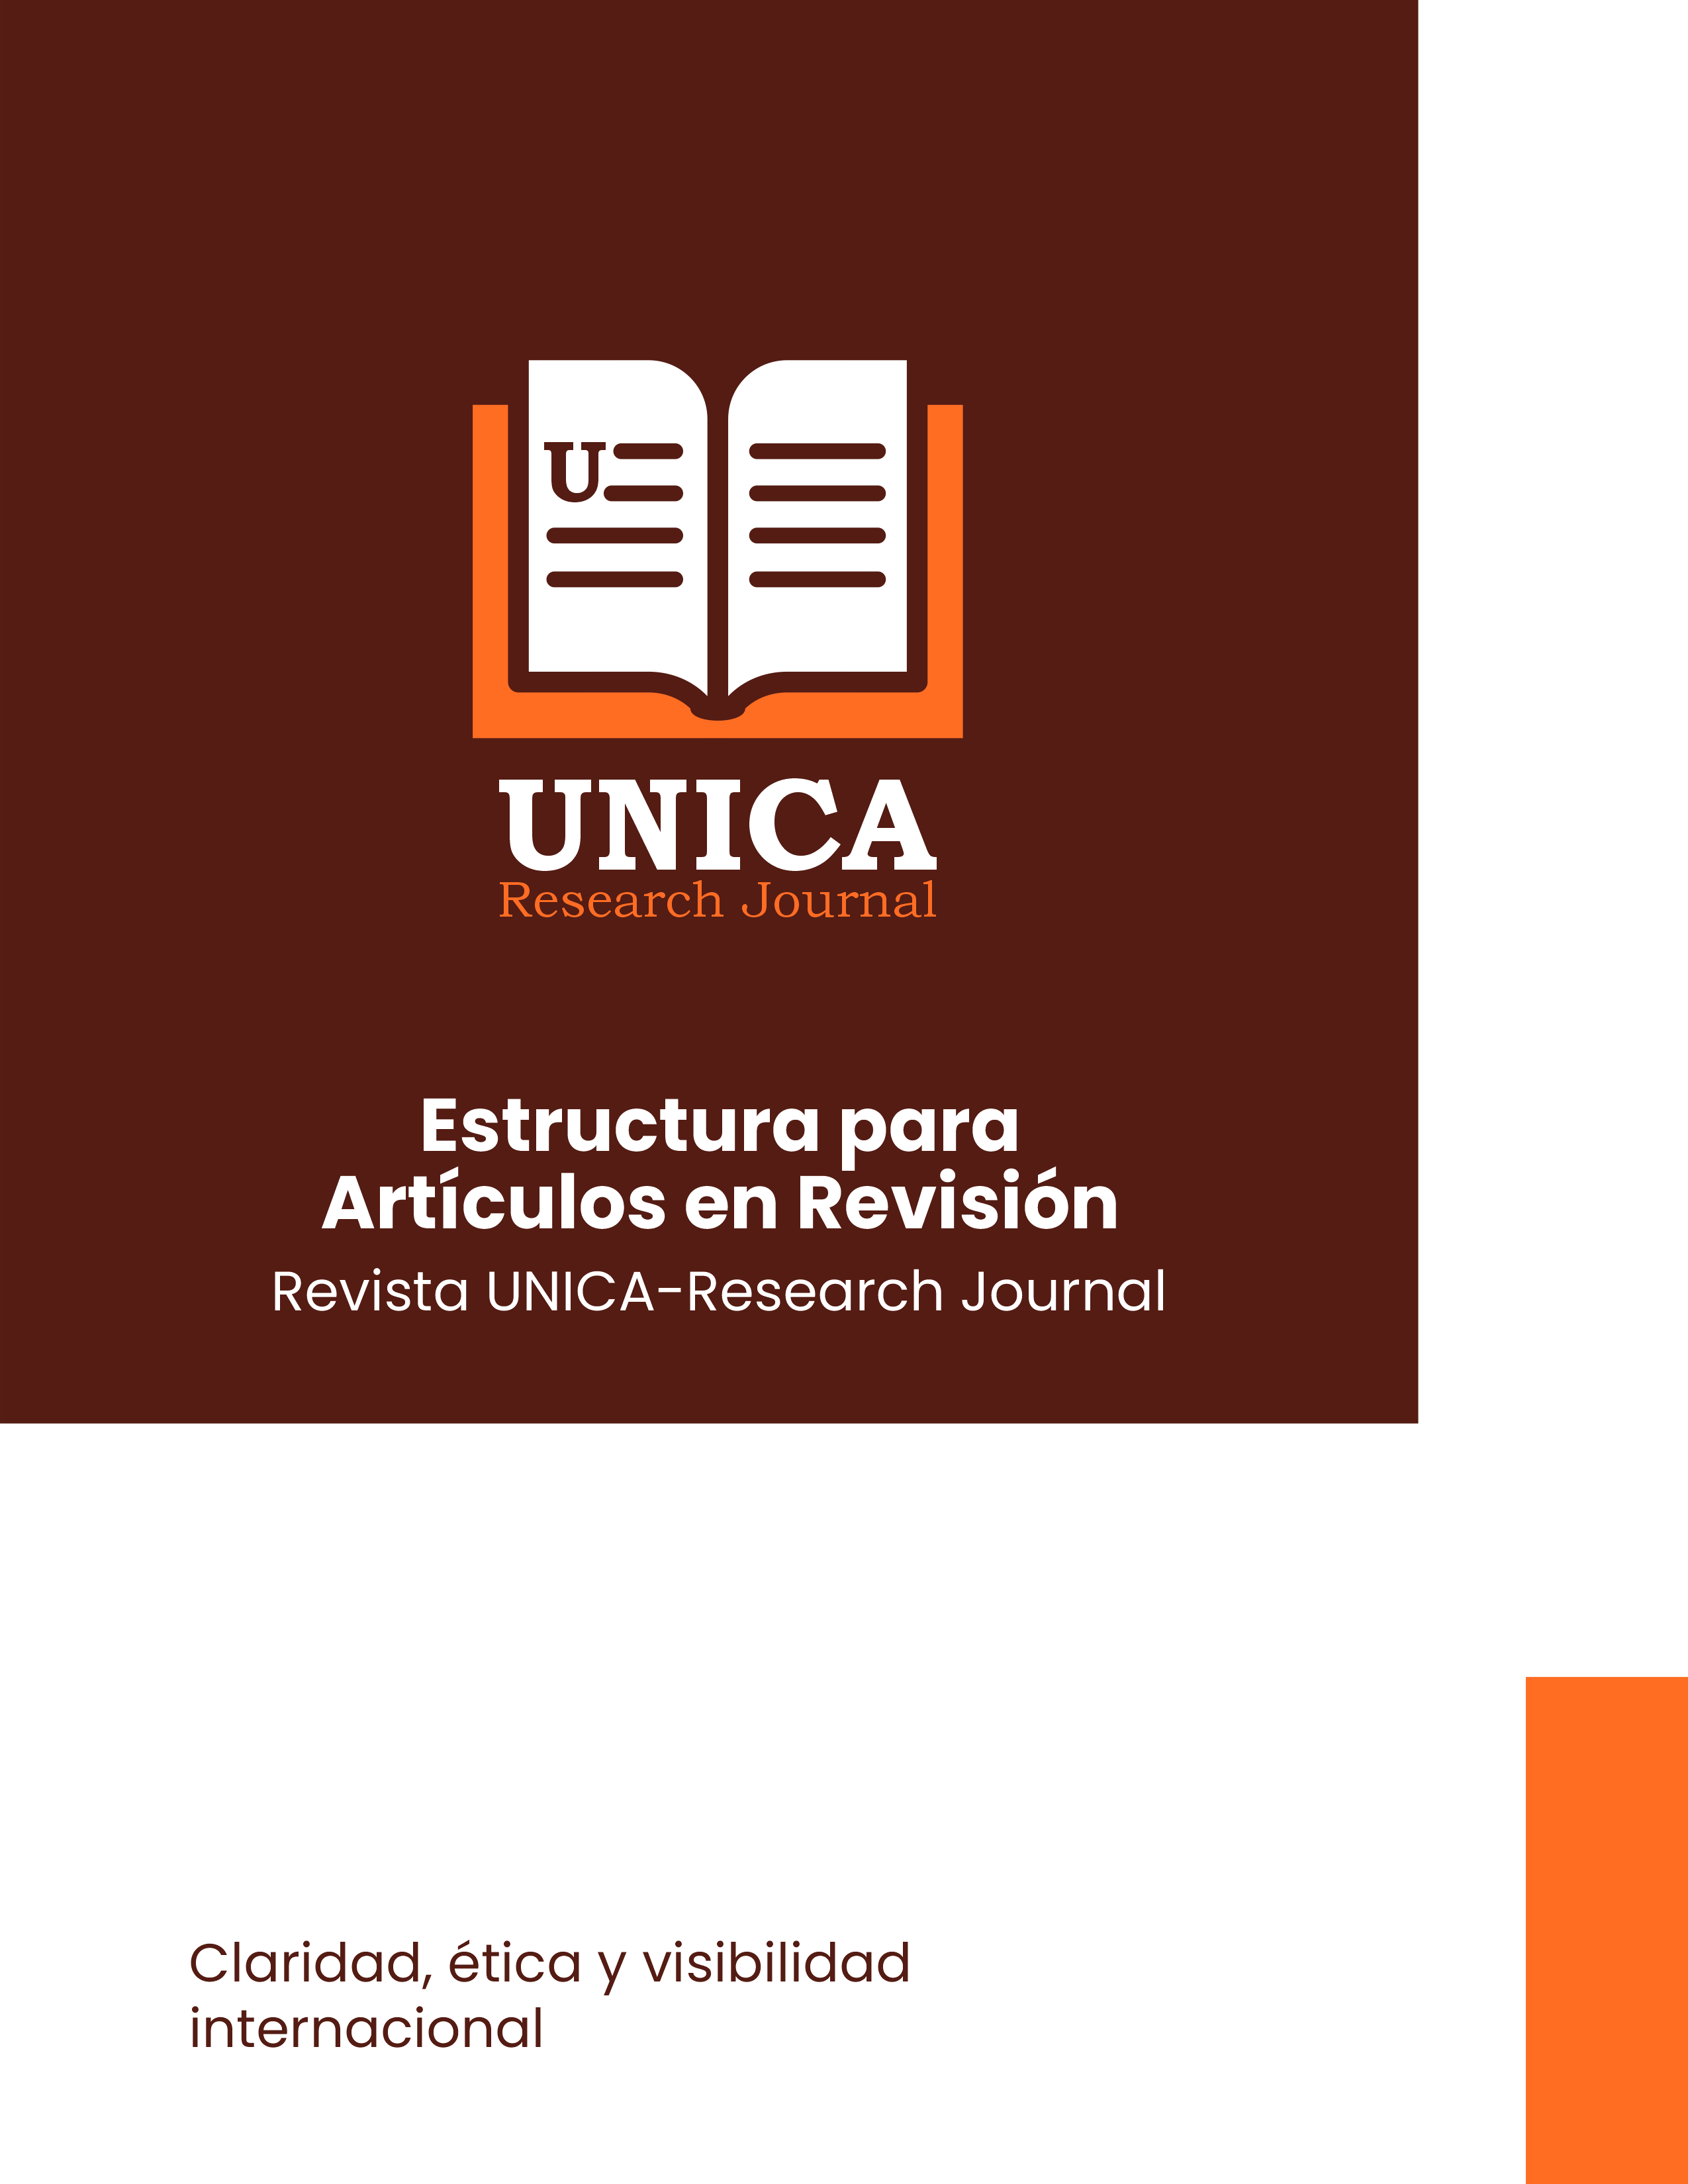 U
UNICA
Research Journal
Estructura para
Artículos en Revisión
Revista UNICA-Research Journal
Claridad, ética y visibilidad
internacional